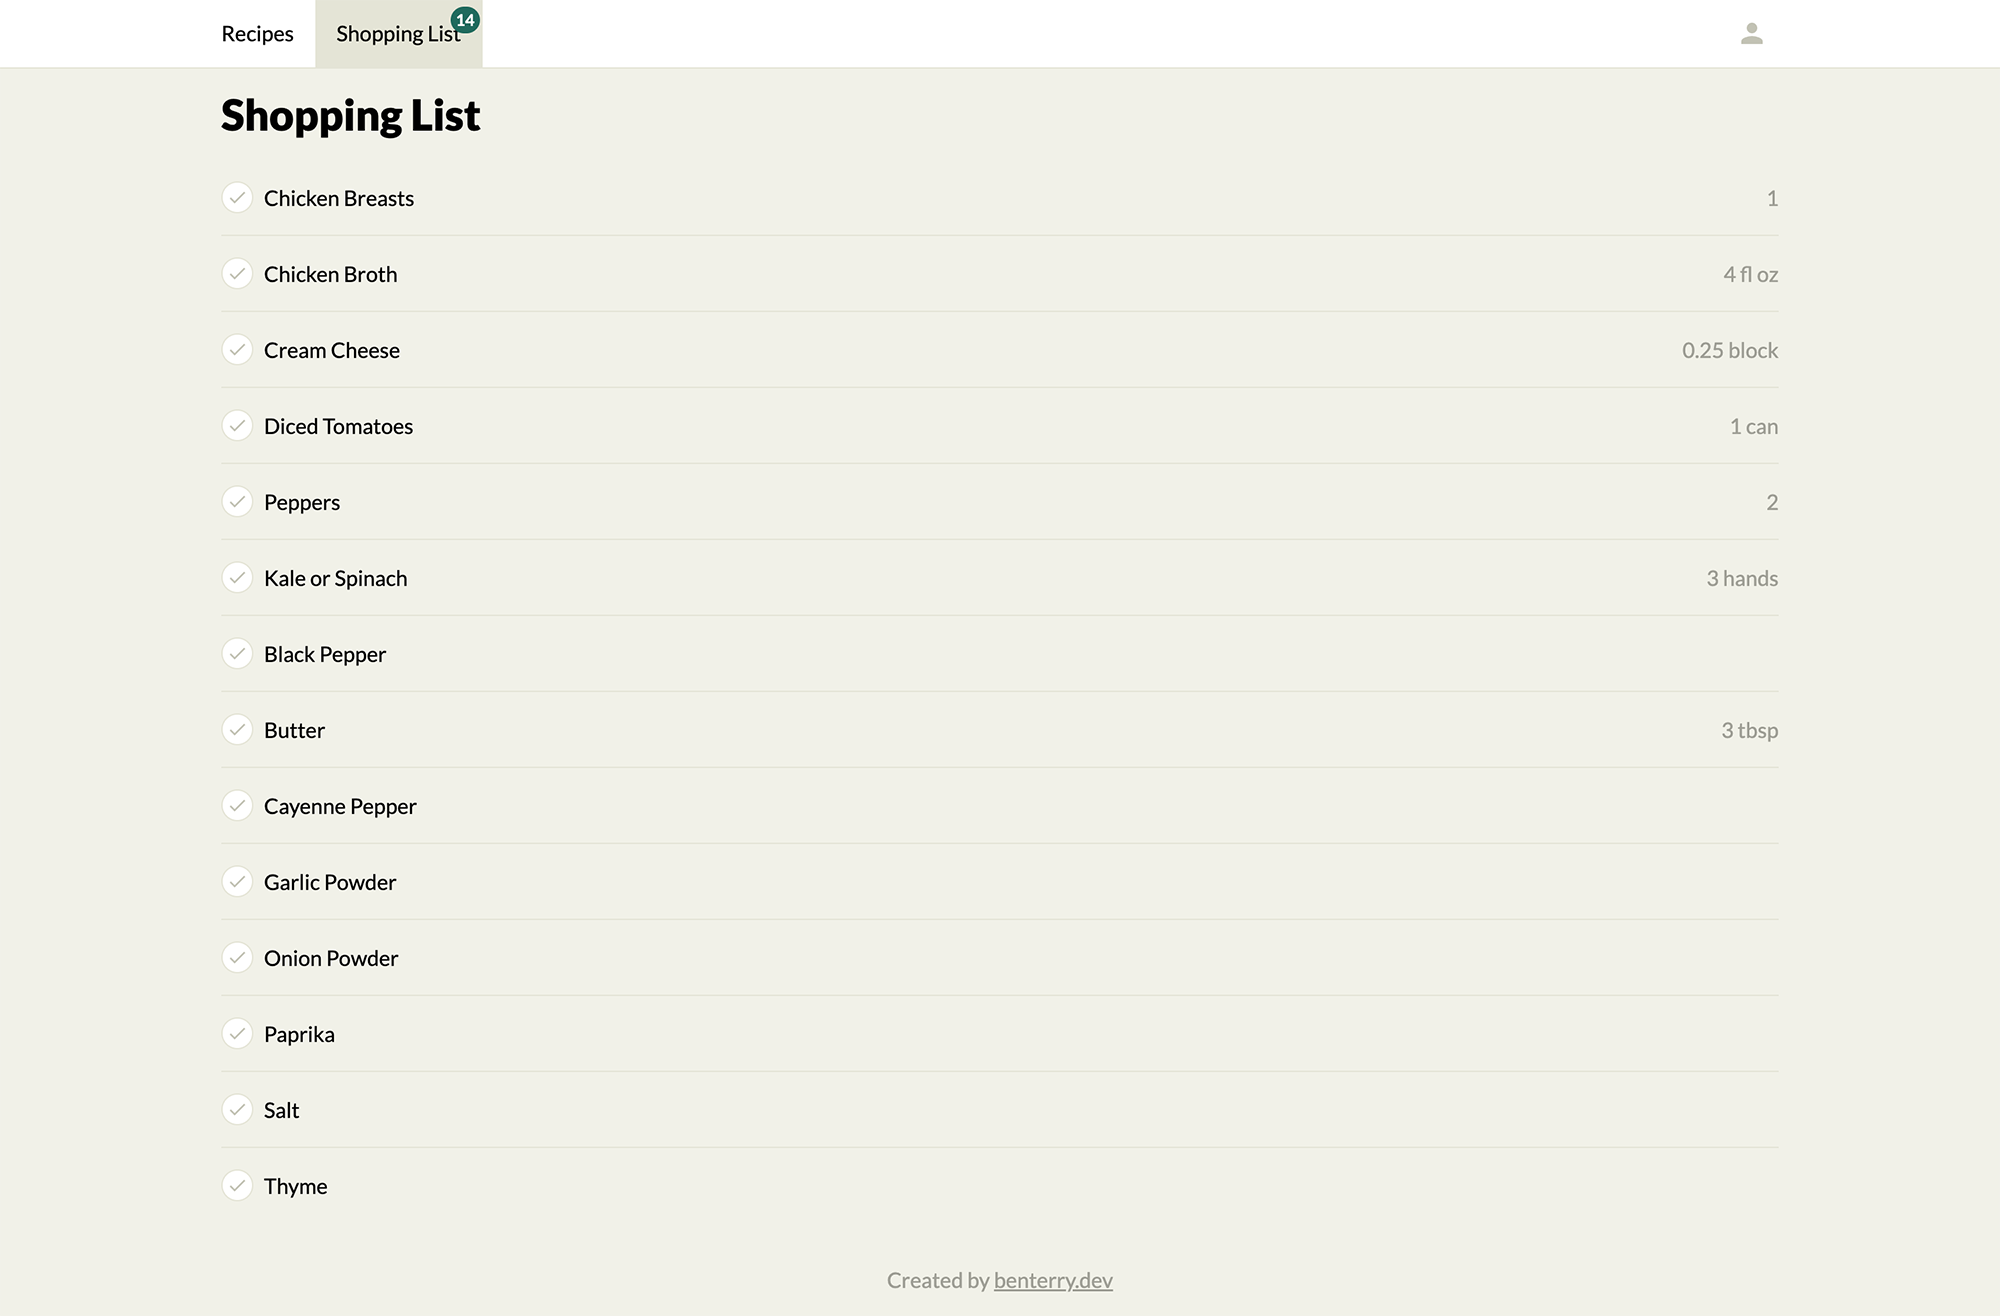 Recipes
Shopping List
14
Shopping List
Chicken Breasts 1
Chicken Broth 4 fl oz
Cream Cheese 0.25 block
Diced Tomatoes 1 can
Peppers 2
Kale or Spinach 3 hands
Black Pepper
Butter 3 tbsp
Cayenne Pepper
Garlic Powder
Onion Powder
Paprika
Salt
Thyme
Created by benterry.dev